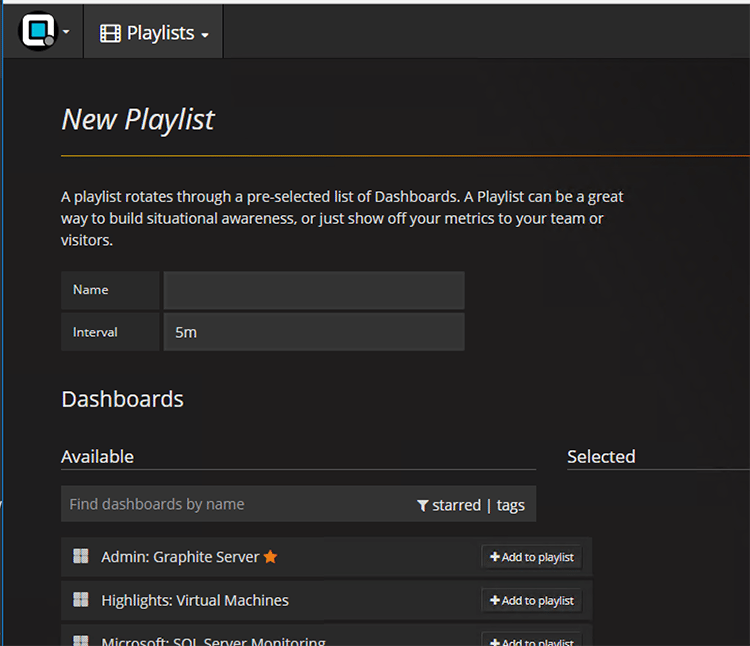 Playlists
New Playlist
A playlist rotates through a pre-selected list of Dashboards. A Playlist can be a great
way to build situational awareness, or just show off your metrics to your team or
visitors.
Name
Interval 5m
Dashboards
Available Selected
Find dashboards by name starred | tags
Admin: Graphite Server Add to playlist
Highlights: Virtual Machines Add to playlist
Microsoft: SQL Server Monitoring Add to playlist